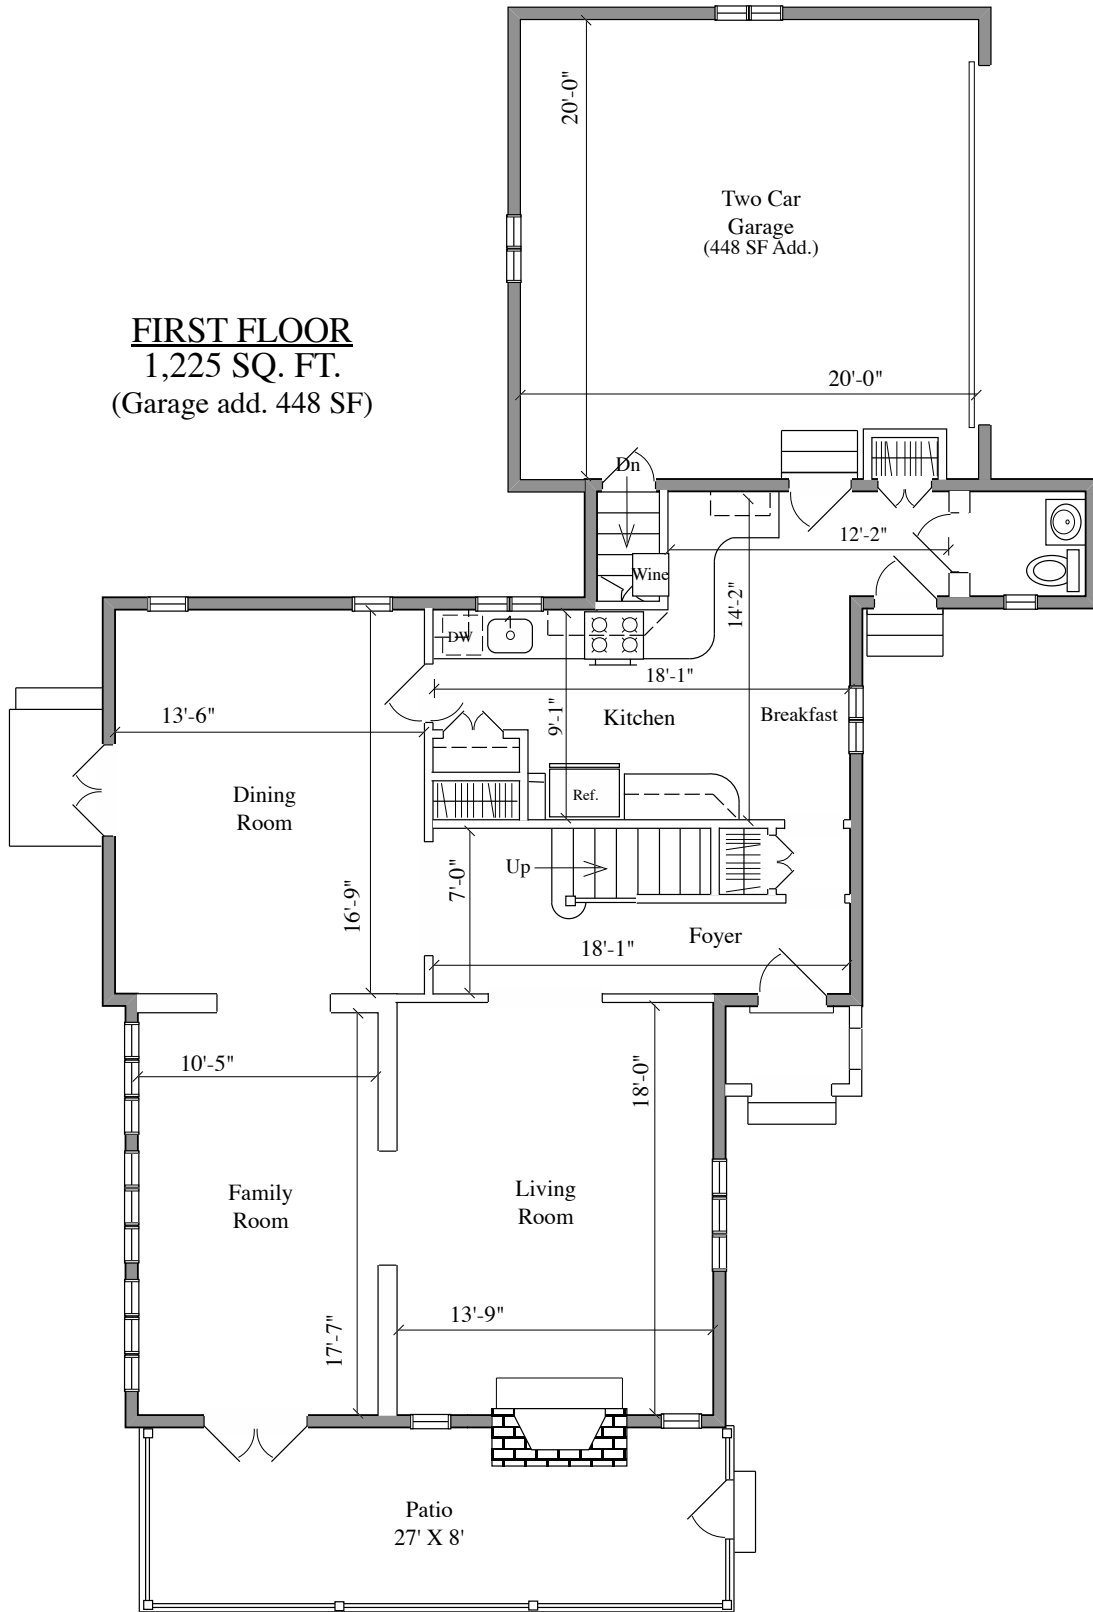 20'-0"
Two Car
Garage
(448 SF Add.)
FIRST FLOOR
1,225 SQ. FT.
(Garage add. 448 SF)
20'-0"
Dn
12'-2"
Wine
14'-2"
DW
18'-1"
13'-6"
9'-1"
Kitchen
Breakfast
Dining
Room
Ref.
Up
7'-0"
16'-9"
Foyer
18'-1"
10'-5"
18'-0"
Family
Room
Living
Room
13'-9"
17'-7"
Patio
27' X 8'